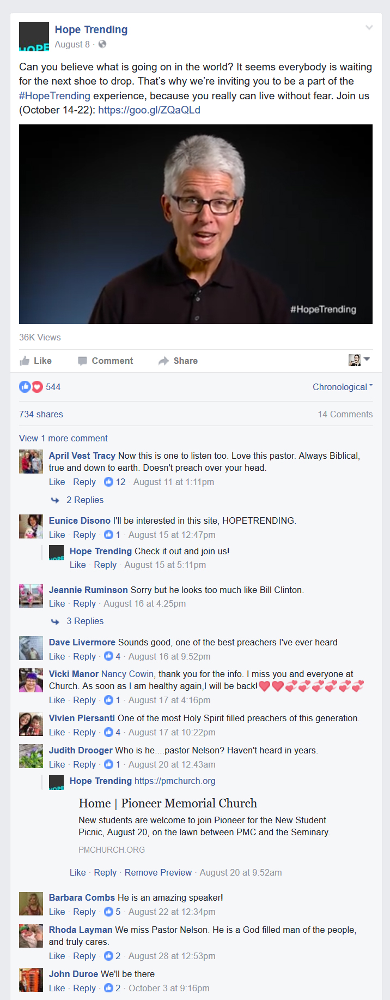 Hope Trending
August 8 ·
HOPE
Can you believe what is going on in the world? It seems everybody is waiting
for the next shoe to drop. That's why we're inviting you to be a part of the
#HopeTrending experience, because you really can live without fear. Join us
(October 14-22): https://goo.gl/ZQaQLd
#HopeTrending
36K Views
Like Comment Share
544 Chronological
734 shares 14 Comments
View 1 more comment
April Vest Tracy Now this is one to listen too. Love this pastor. Always Biblical,
true and down to earth. Doesn't preach over your head.
Like · Reply · 12 · August 11 at 1:11pm
2 Replies
Eunice Disono I'll be interested in this site, HOPETRENDING.
Like · Reply · 1 · August 15 at 12:47pm
HOPE
Hope Trending Check it out and join us!
Like · Reply · August 15 at 5:11pm
Jeannie Ruminson Sorry but he looks too much like Bill Clinton.
Like · Reply · August 16 at 4:25pm
3 Replies
Dave Livermore Sounds good, one of the best preachers I've ever heard
Like · Reply · 4 · August 16 at 9:52pm
Vicki Manor Nancy Cowin, thank you for the info. I miss you and everyone at
Church. As soon as I am healthy again,I will be back!❤❤💞💞💞💞💞💞
Like · Reply · 1 · August 17 at 4:16pm
Vivien Piersanti One of the most Holy Spirit filled preachers of this generation.
Like · Reply · 4 · August 17 at 10:22pm
Judith Drooger Who is he....pastor Nelson? Haven't heard in years.
Like · Reply · 1 · August 20 at 12:43am
HOPE
Hope Trending https://pmchurch.org
Home | Pioneer Memorial Church
New students are welcome to join Pioneer for the New Student
Picnic, August 20, on the lawn between PMC and the Seminary.
PMCHURCH.ORG
Like · Reply · Remove Preview · August 20 at 9:52am
Barbara Combs He is an amazing speaker!
Like · Reply · 5 · August 22 at 12:34pm
Rhoda Layman We miss Pastor Nelson. He is a God filled man of the people,
and truly cares.
Like · Reply · 2 · August 28 at 12:53pm
John Duroe We'll be there
Like · Reply · 2 · October 3 at 9:16pm